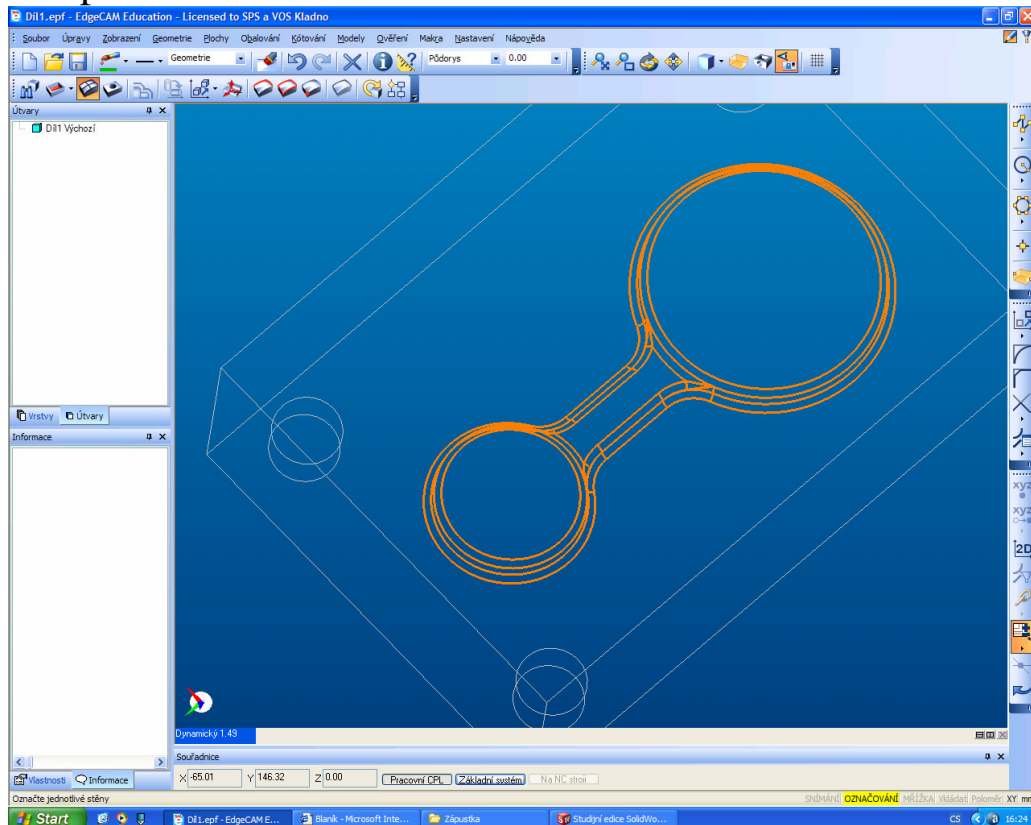 Díl1.epf - EdgeCAM Education - Licensed to SPS a VOS Kladno
Soubor Úpravy Zobrazení Geometrie Plochy Obalování Kótování Modely Ověření Makra Nastavení Nápověda
Geometrie Půdorys 0.00
Útvary
Díl1 Výchozí
Vrstvy Útvary
Informace
xyz
xyz
2D
Dynamický 1.49
Souřadnice
X -65.01 Y 146.32 Z 0.00 Pracovní CPL Základní systém Na NC stroji
Vlastnosti Informace
Označte jednotlivé stěny SNÍMÁNÍ OZNAČOVÁNÍ MŘÍŽKA Vkládat Poloměr XY mm
Start Díl1.epf - EdgeCAM E... Blaník - Microsoft Inte... Zápustka Studijní edice SolidWo... CS 16:24